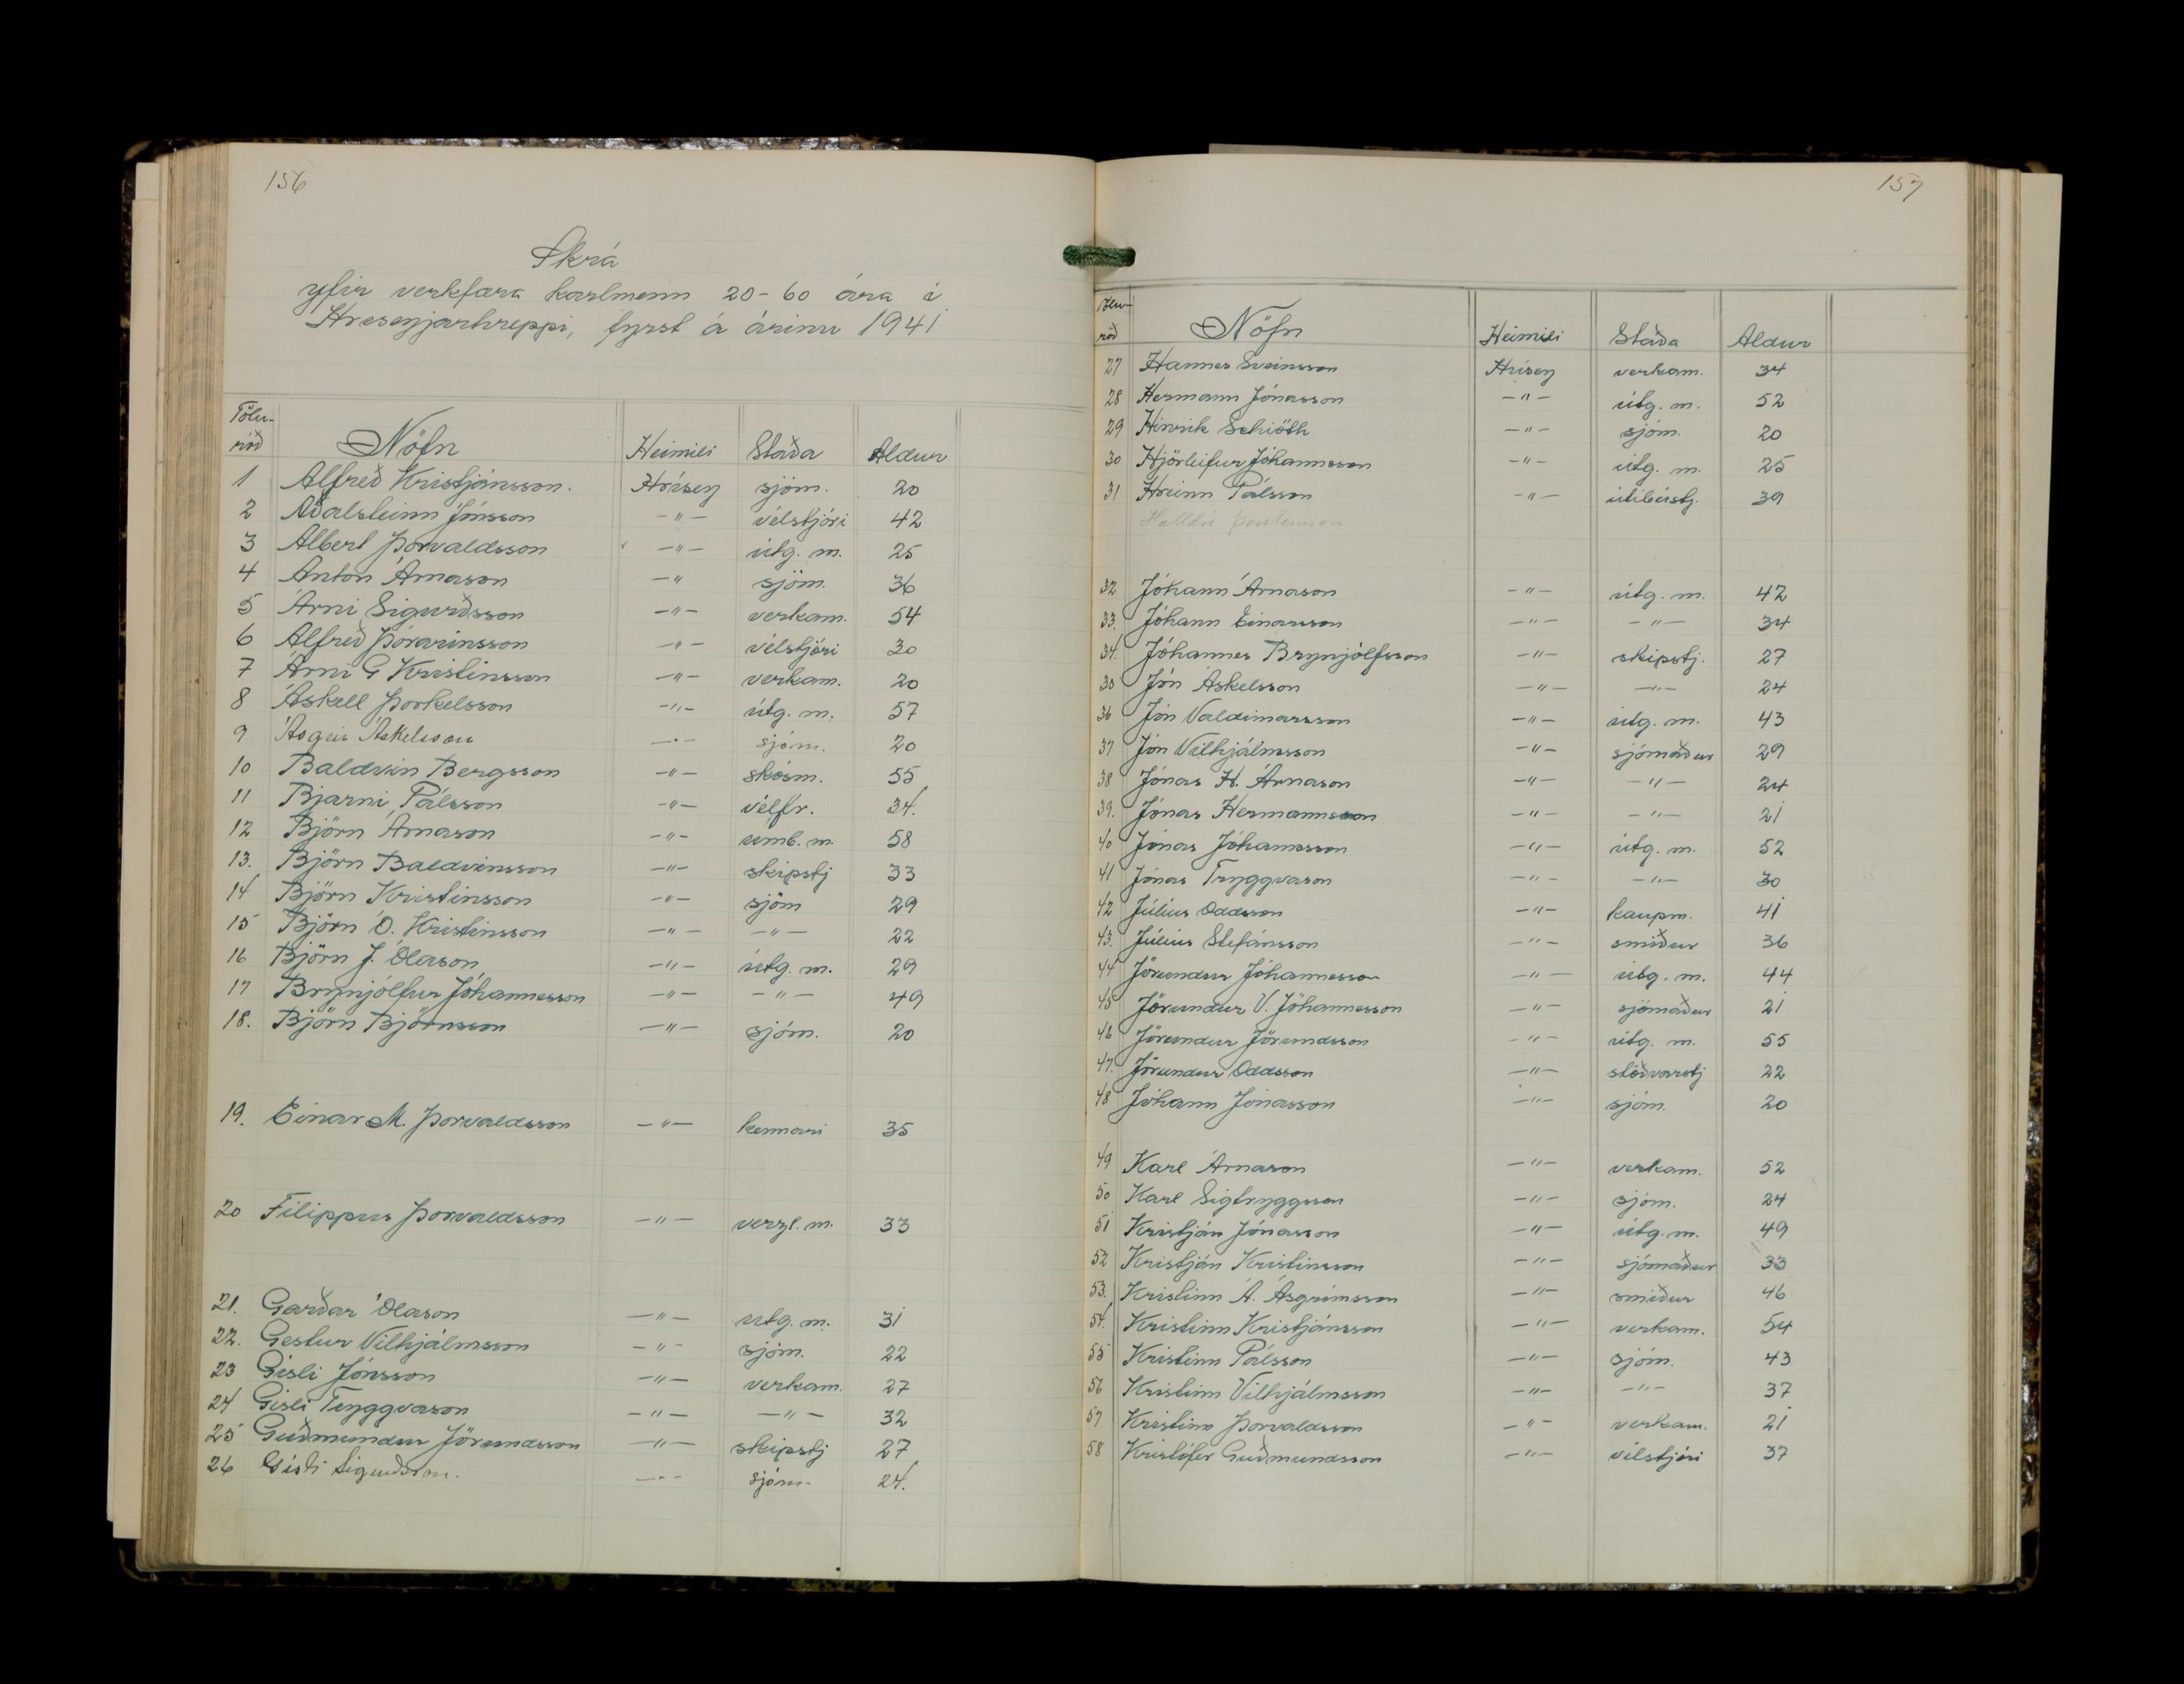 156
Skrá
yfir verkfæra karlmenn 20-60 ára í
Hríseyjarhreppi, fyrst á árinu 1941
Tölu-
röð Nöfn Heimili Staða Aldur
1 Alfreð Kristjánsson. Hrísey sjóm. 20
2 Aðalsteinn Jónsson -"- vélstjóri 42
3 Albert Þorvaldsson -"- útg. m. 25
4 Anton Árnason -" sjóm. 36
5 Árni Sigurðsson -"- verkam. 54
6 Alfreð Þórarinsson -"- vélstjóri 30
7 Árni G Kristinsson -"- verkam. 20
8 Áskell Þorkelsson -"- útg. m. 57
9 Ásgeir Áskelsson -"- sjóm. 20
10 Baldvin Bergsson -"- skósm. 55
11 Bjarni Pálsson -"- vélfr. 34.
12 Björn Árnason -"- umb. m. 58
13. Björn Baldvinsson -"- skipstj 33
14 Björn Kristinsson -"- sjóm 29
15 Björn Ó. Kristinsson -"- -"- 22
16 Björn J. Ólason -"- útg. m. 29
17 Brynjólfur Jóhannesson -"- -"- 49
18. Björn Björnsson -"- sjóm. 20
19. Einar M. Þorvaldsson -"- kennari 35
20 Filippus Þorvaldsson -"- verzl. m. 33
21. Garðar Ólason -"- útg. m. 31
22. Gestur Vilhjálmsson -"- sjóm. 22
23 Gísli Jónsson -"- verkam. 27
24 Gísli Tryggvason -"- -"- 32
25 Guðmundur Jörundsson -"- skipstj 27
26 Gísli Sigurðsson. -"- sjóm. 24.
157
Tölu-
röð Nöfn Heimili Staða Aldur
27 Hannes Sveinsson Hrísey verkam. 34
28 Hermann Jónasson -"- útg. m. 52
29 Hinrik Schiöth -"- sjóm. 20
30 Hjörleifur Jóhannsson -"- útg. m. 25
31 Hreinn Pálsson -"- útibústj. 39
Halldór Þorsteinsson
32 Jóhann Árnason -"- útg. m. 42
33. Jóhann Einarsson -"- -"- 34
34. Jóhannes Brynjólfsson -"- skipstj. 27
35 Jón Áskelsson -"- -"- 24
36 Jón Valdimarsson -"- útg. m. 43
37 Jón Vilhjálmsson -"- sjómaður 29
38 Jónas H. Árnason -"- -"- 24
39. Jónas Hermannsson -"- -"- 21
40 Jónas Jóhannsson -"- útg. m. 52
41 Jónas Tryggvason -"- -"- 30
42 Júlíus Oddsson -"- kaupm. 41
43. Júlíus Stefánsson -"- smiður 36
44 Jörundur Jóhannesso -"- útg. m. 44
45 Jörundur V. Jóhannesson -"- sjómaður 21
46 Jörundur Jörundsson -"- útg. m. 55
47. Jörundur Oddsson -"- stöðvarstj 22
48 Jóhann Jónasson -"- sjóm. 20
49 Karl Árnason -"- verkam. 52
50 Karl Sigtryggsson -"- sjóm. 24
51 Kristján Jónasson -"- útg. m. 49
52 Kristján Kristinsson -"- sjómaður 33
53. Kristinn Á. Ásgrímsson -"- smiður 46
54. Kristinn Kristjánsson -"- verkam. 54
55 Kristinn Pálsson -"- sjóm. 43
56 Kristinn Vilhjálmsson -"- -"- 37
57 Kristinn Þorvaldsson -"- verkam. 21
58 Kristófer Guðmundsson -"- vélstjóri 37